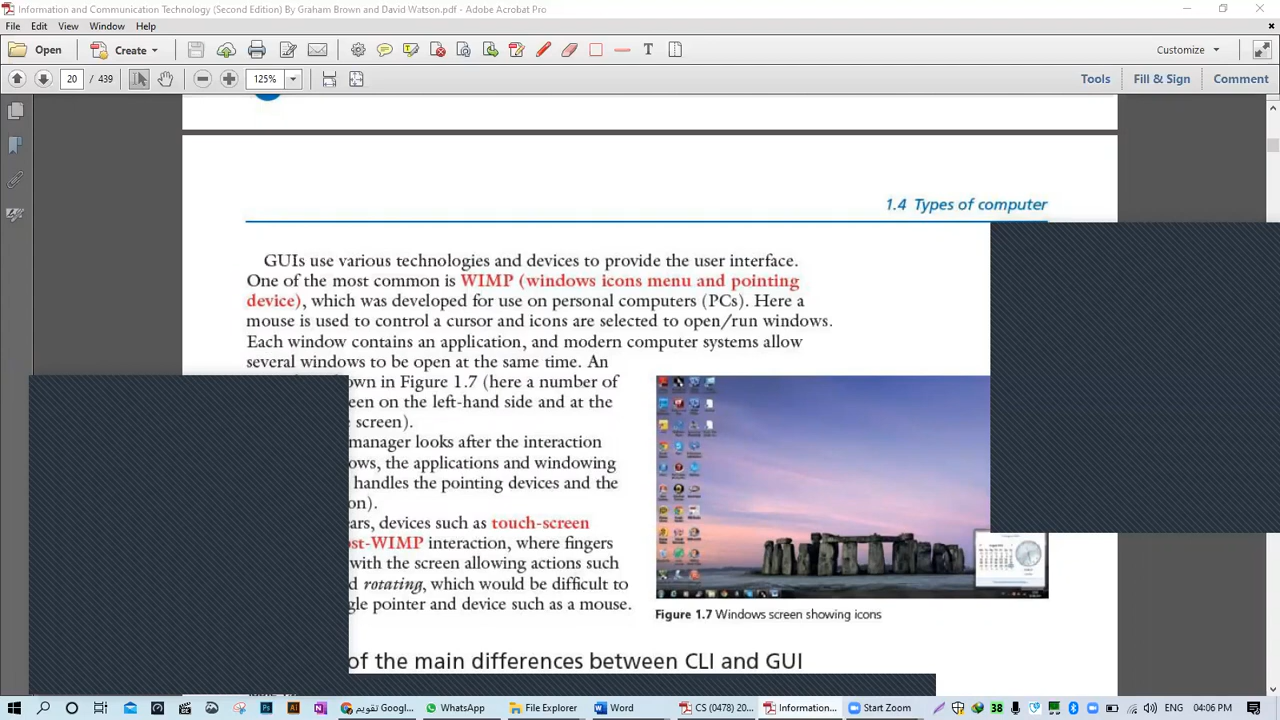 Information and Communication Technology (Second Edition) By Graham Brown and David Watson.pdf - Adobe Acrobat Pro
File Edit View Window Help
Open Create Customize
20 / 439 125% Tools Fill & Sign Comment
1.4 Types of computer
GUIs use various technologies and devices to provide the user interface.
One of the most common is WIMP (windows icons menu and pointing
device), which was developed for use on personal computers (PCs). Here a
mouse is used to control a cursor and icons are selected to open/run windows.
Each window contains an application, and modern computer systems allow
several windows to be open at the same time. An
own in Figure 1.7 (here a number of
een on the left-hand side and at the
screen).
manager looks after the interaction
ows, the applications and windowing
handles the pointing devices and the
on).
ars, devices such as touch-screen
ost-WIMP interaction, where fingers
with the screen allowing actions such
d rotating, which would be difficult to
gle pointer and device such as a mouse.
Figure 1.7 Windows screen showing icons
of the main differences between CLI and GUI
تقويم Googl... WhatsApp File Explorer Word CS (0478) 20... Information... Start Zoom 38 ENG 04:06 PM